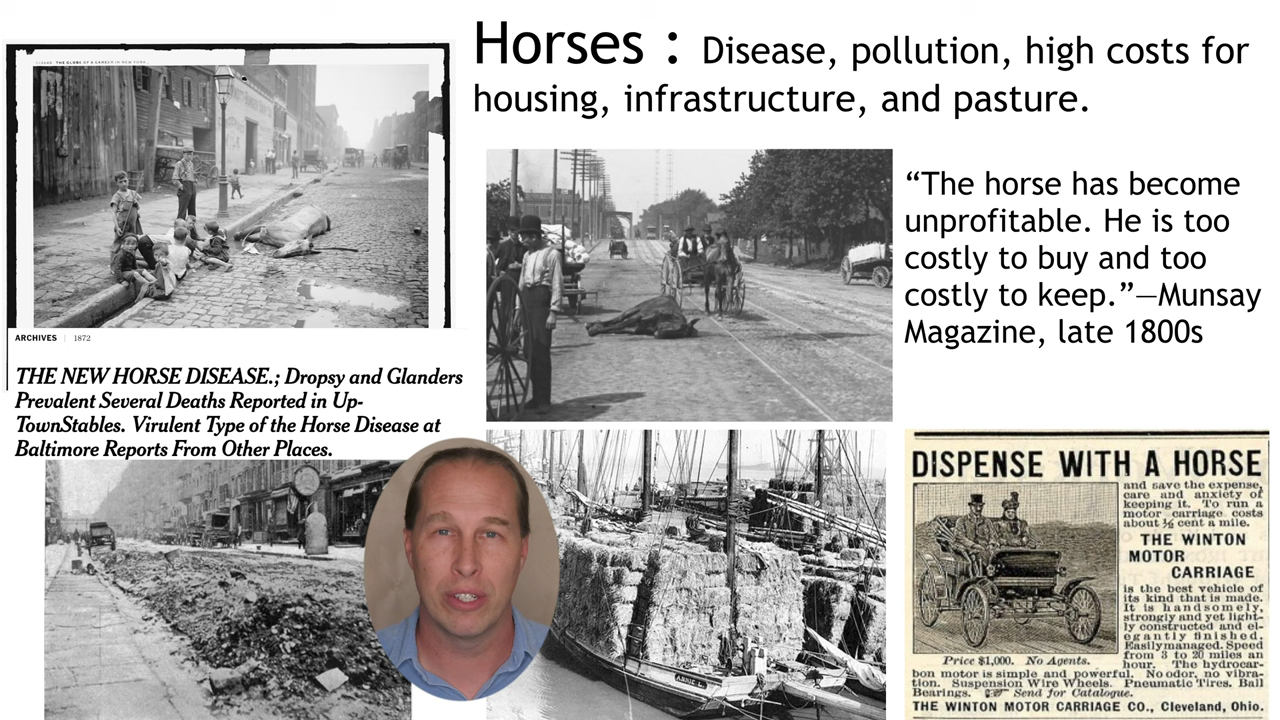 Horses : Disease, pollution, high costs for
housing, infrastructure, and pasture.
“The horse has become
unprofitable. He is too
costly to buy and too
costly to keep.”—Munsay
Magazine, late 1800s
ARCHIVES | 1872
THE NEW HORSE DISEASE.; Dropsy and Glanders
Prevalent Several Deaths Reported in Up-
TownStables. Virulent Type of the Horse Disease at
Baltimore Reports From Other Places.
ANNIE L.
DISPENSE WITH A HORSE
and save the expense,
care and anxiety of
keeping it. To run a
motor carriage costs
about ½ cent a mile.
THE WINTON
MOTOR
CARRIAGE
is the best vehicle of
its kind that is made.
It is handsomely,
strongly and yet light-
ly constructed and el-
egantly finished.
Easily managed. Speed
from 3 to 20 miles an
hour. The hydrocar-
Price $1,000. No Agents.
bon motor is simple and powerful. No odor, no vibra-
tion. Suspension Wire Wheels. Pneumatic Tires. Ball
Bearings. ☞ Send for Catalogue.
THE WINTON MOTOR CARRIAGE CO., Cleveland, Ohio.